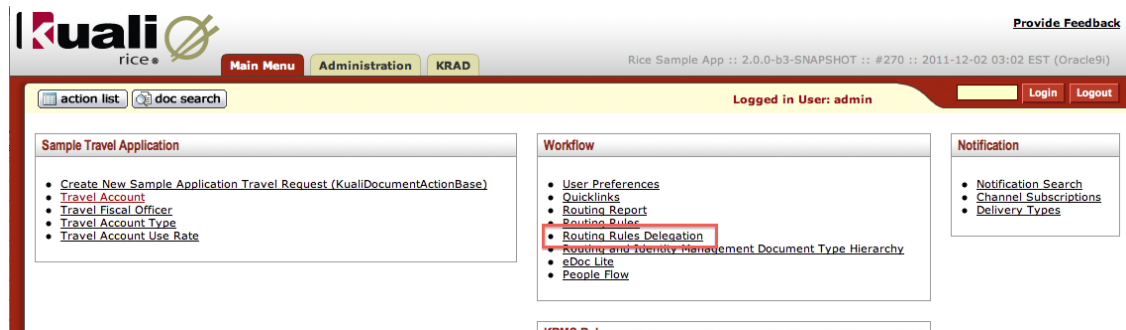 Provide Feedback
kuali
rice
Main Menu Administration KRAD
Rice Sample App :: 2.0.0-b3-SNAPSHOT :: #270 :: 2011-12-02 03:02 EST (Oracle9i)
action list doc search
Logged in User: admin
Login Logout
Sample Travel Application
Create New Sample Application Travel Request (KualiDocumentActionBase)
Travel Account
Travel Fiscal Officer
Travel Account Type
Travel Account Use Rate
Workflow
User Preferences
Quicklinks
Routing Report
Routing Rules
Routing Rules Delegation
Routing and Identity Management Document Type Hierarchy
eDoc Lite
People Flow
Notification
Notification Search
Channel Subscriptions
Delivery Types